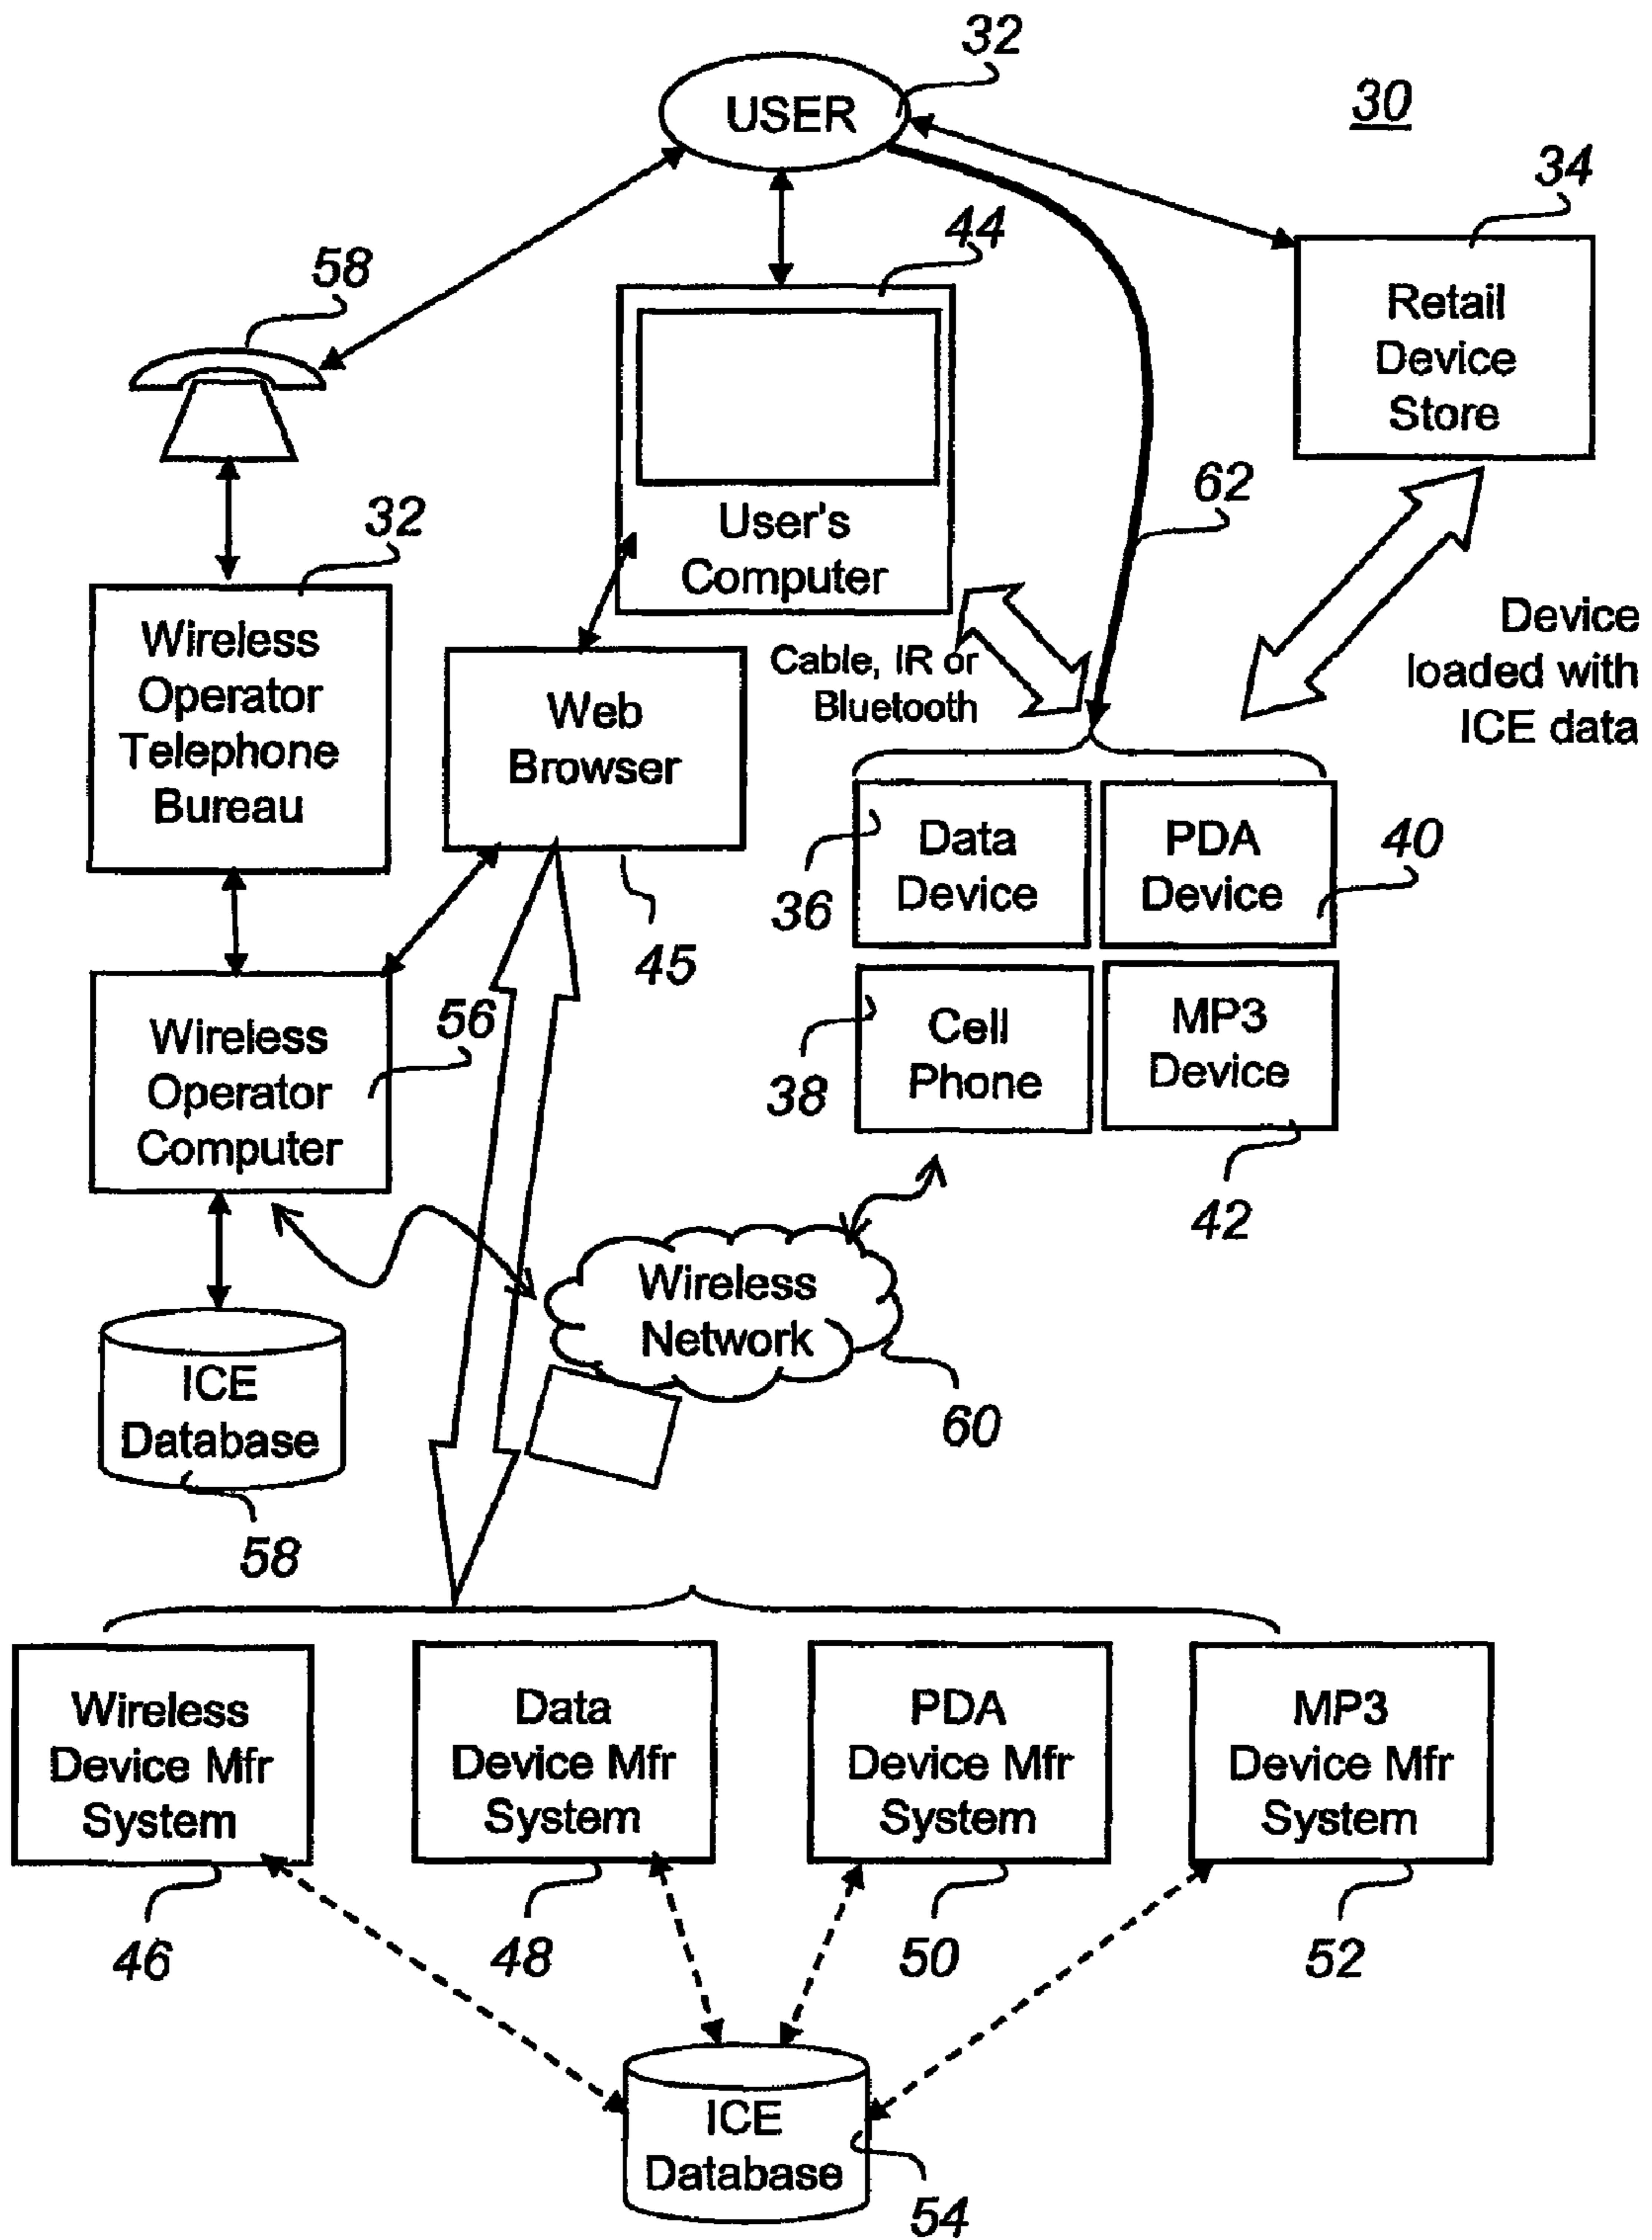 32
USER
30
34
44
58
Retail
Device
Store
62
32
User's
Computer
Wireless
Operator
Telephone
Bureau
Cable, IR or
Bluetooth
Device
loaded with
ICE data
Web
Browser
45
36
Data
Device
PDA
Device
40
38
Cell
Phone
MP3
Device
42
56
Wireless
Operator
Computer
Wireless
Network
60
ICE
Database
58
Wireless
Device Mfr
System
46
Data
Device Mfr
System
48
PDA
Device Mfr
System
50
MP3
Device Mfr
System
52
ICE
Database
54